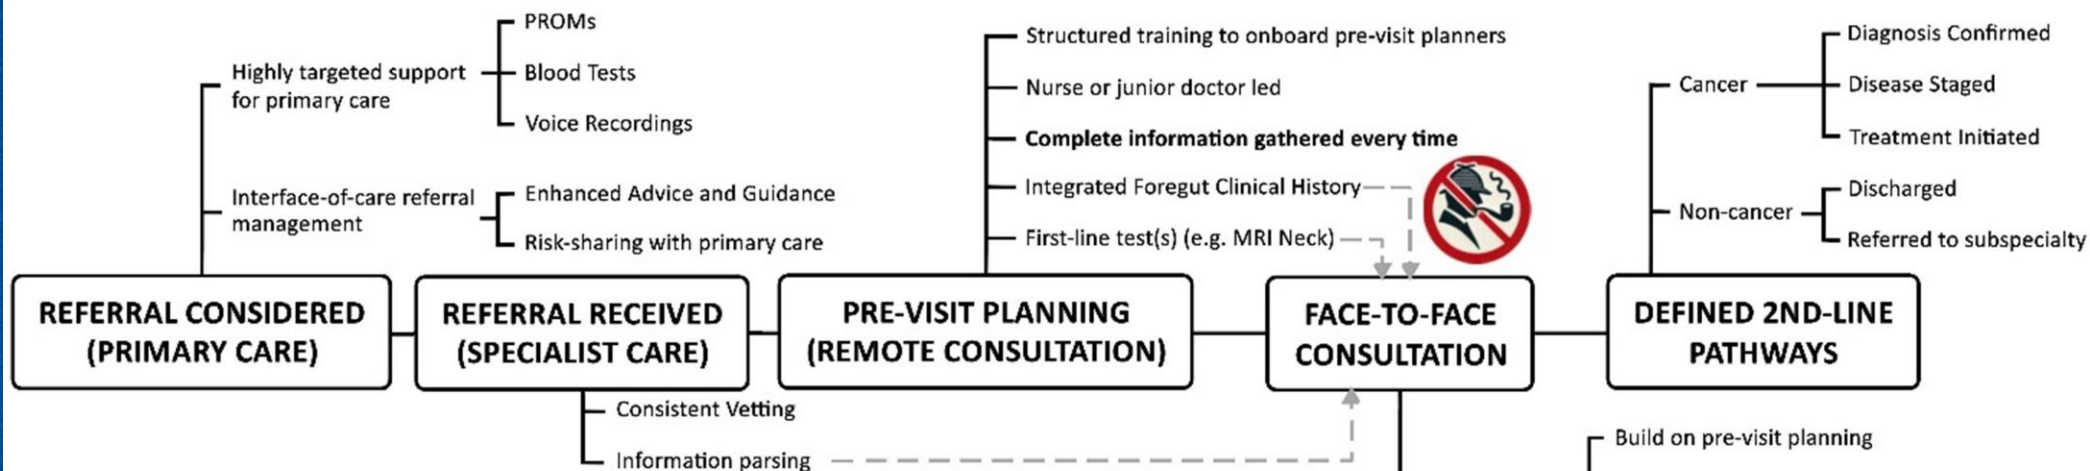 PROMs
Highly targeted support
for primary care
Blood Tests
Voice Recordings
Interface-of-care referral
management
Enhanced Advice and Guidance
Risk-sharing with primary care
REFERRAL CONSIDERED
(PRIMARY CARE)
REFERRAL RECEIVED
(SPECIALIST CARE)
Consistent Vetting
Information parsing
Structured training to onboard pre-visit planners
Nurse or junior doctor led
Complete information gathered every time
Integrated Foregut Clinical History
First-line test(s) (e.g. MRI Neck)
PRE-VISIT PLANNING
(REMOTE CONSULTATION)
FACE-TO-FACE
CONSULTATION
Build on pre-visit planning
Cancer
Diagnosis Confirmed
Disease Staged
Treatment Initiated
Non-cancer
Discharged
Referred to subspecialty
DEFINED 2ND-LINE
PATHWAYS